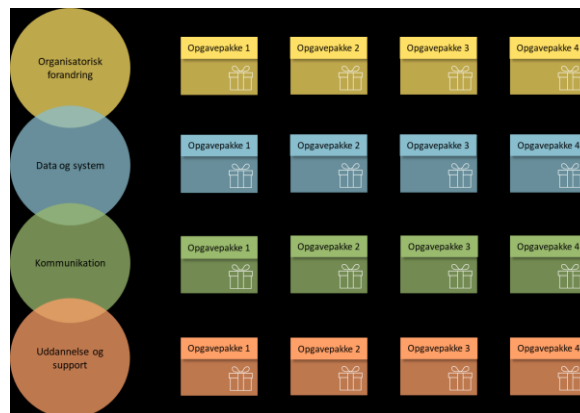 Organisatorisk
forandring
Opgavepakke 1
Opgavepakke 2
Opgavepakke 3
Opgavepakke 4
Data og system
Opgavepakke 1
Opgavepakke 2
Opgavepakke 3
Opgavepakke 4
Kommunikation
Opgavepakke 1
Opgavepakke 2
Opgavepakke 3
Opgavepakke 4
Uddannelse og
support
Opgavepakke 1
Opgavepakke 2
Opgavepakke 3
Opgavepakke 4